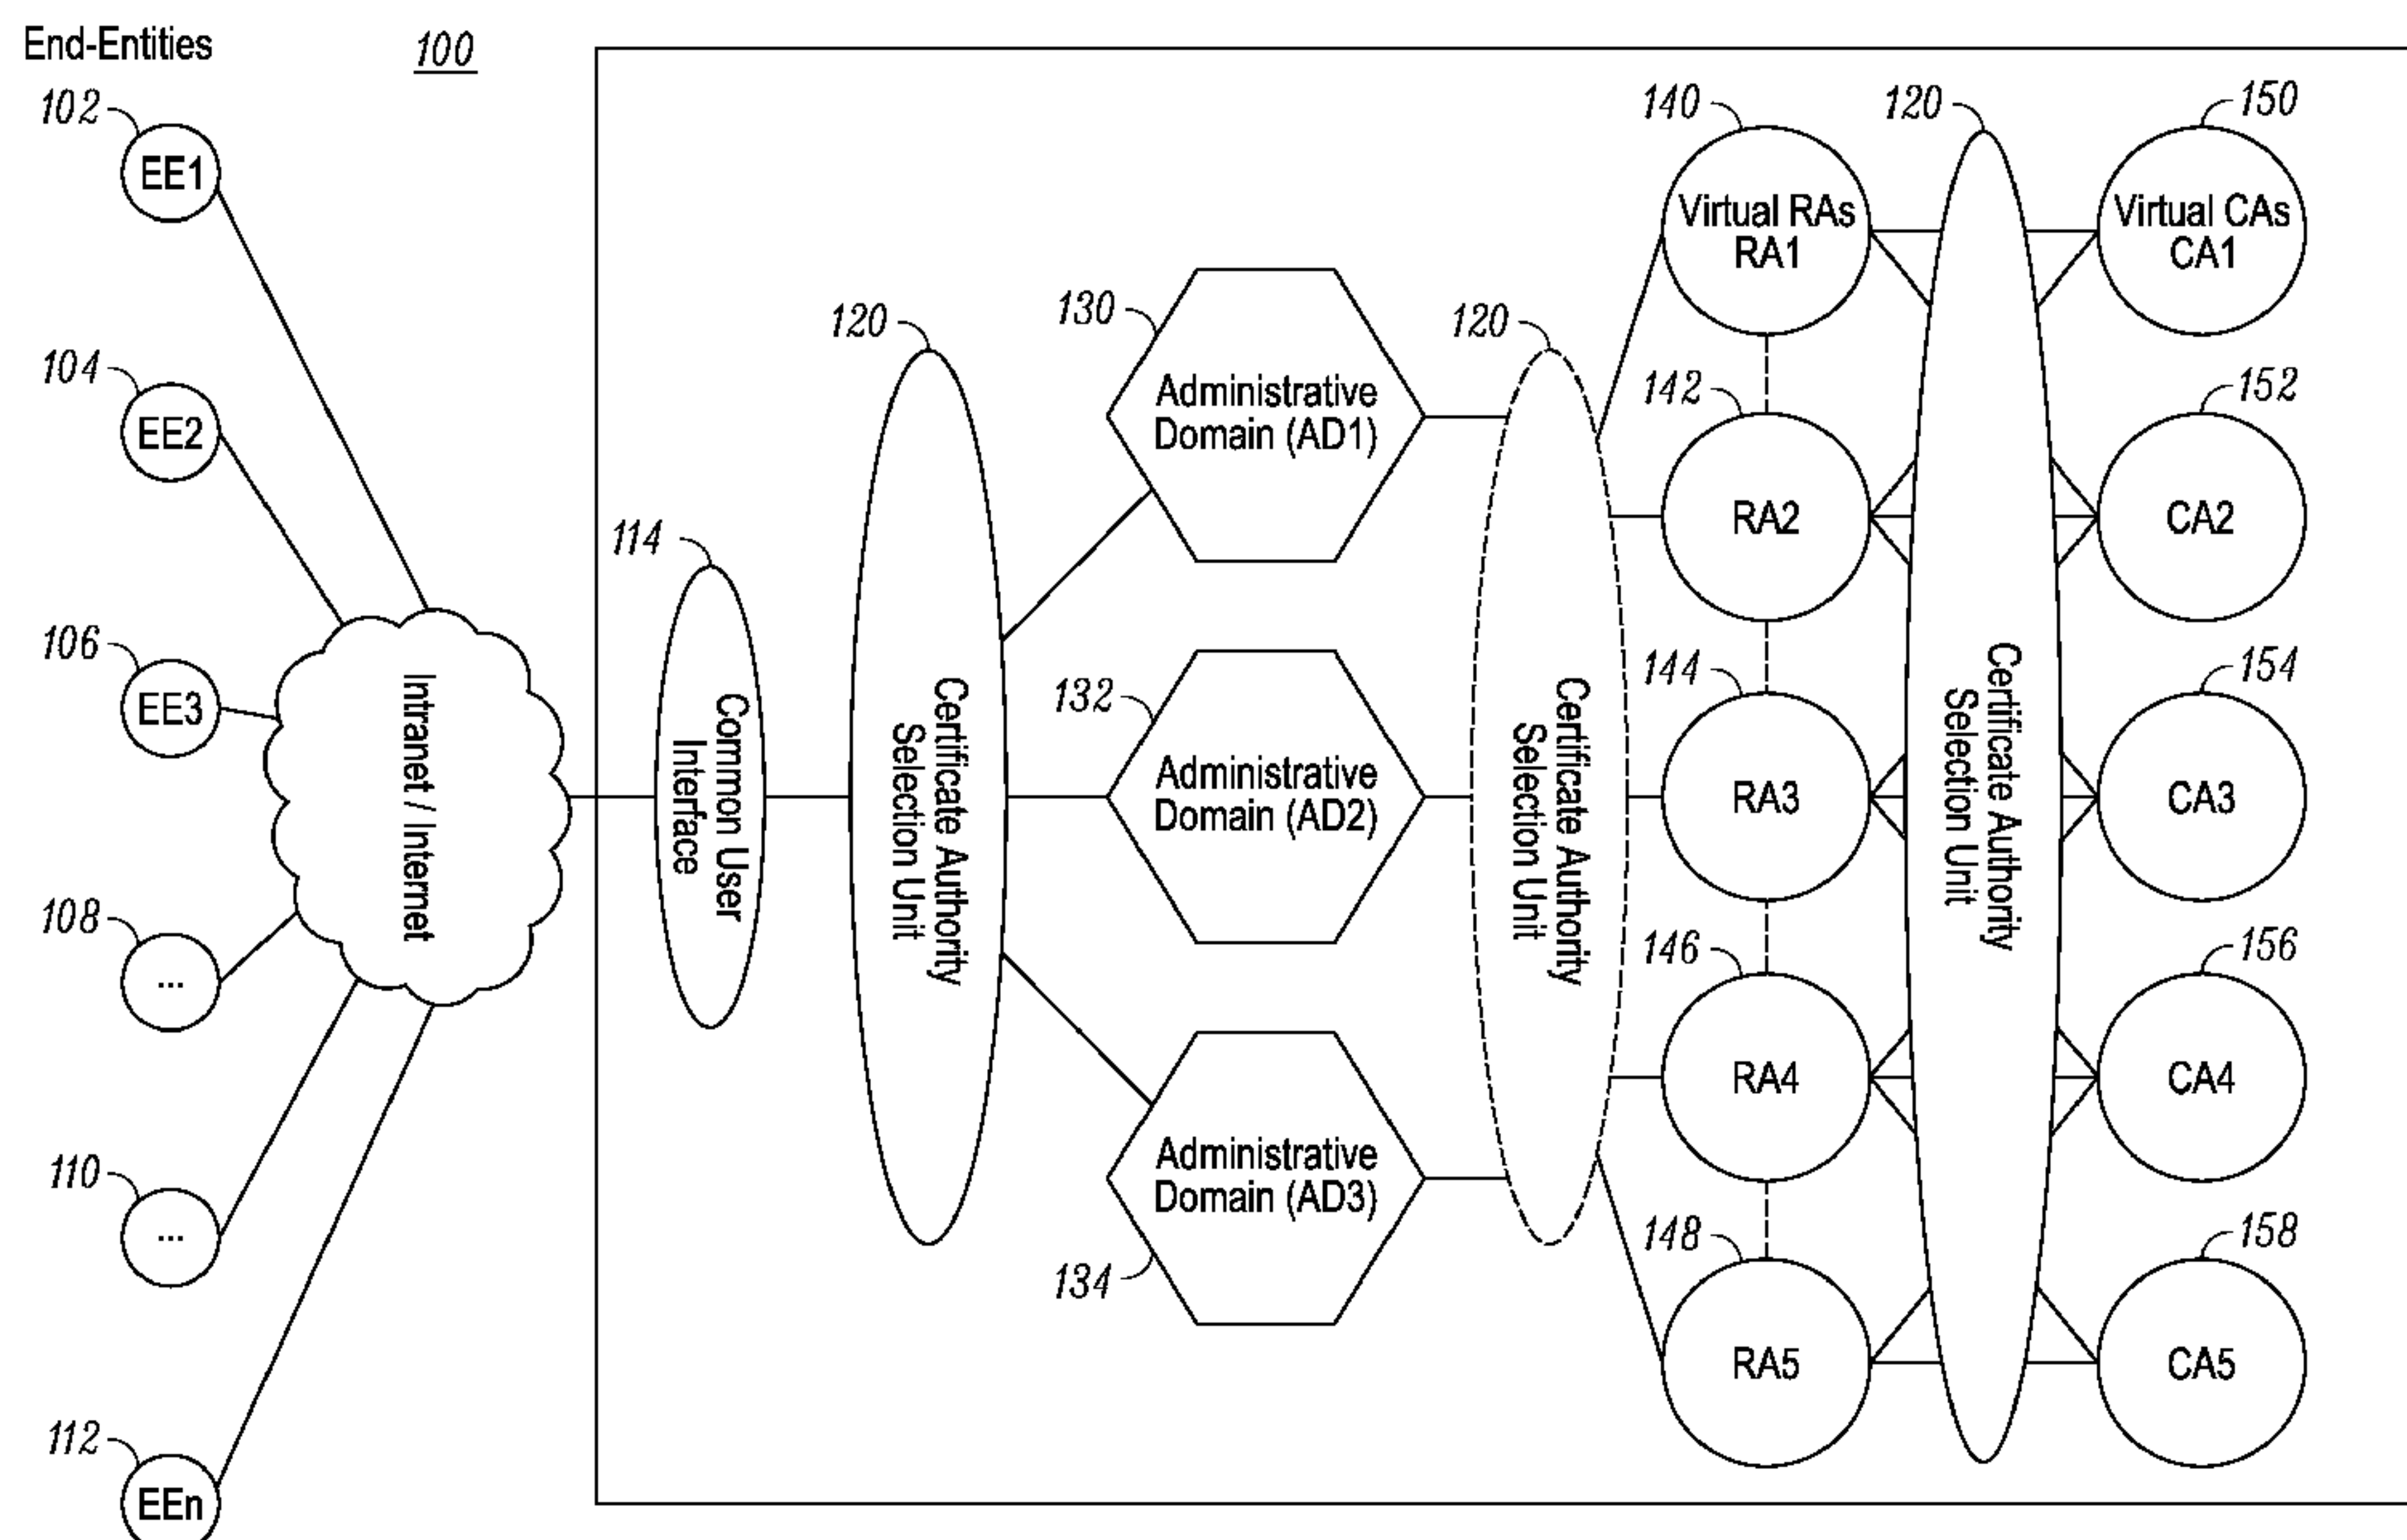 End-Entities
100
102
EE1
104
EE2
106
EE3
108
...
110
...
112
EEn
Intranet / Internet
114
Common User
Interface
120
Certificate Authority
Selection Unit
130
Administrative
Domain (AD1)
132
Administrative
Domain (AD2)
134
Administrative
Domain (AD3)
120
Certificate Authority
Selection Unit
140
Virtual RAs
RA1
142
RA2
144
RA3
146
RA4
148
RA5
120
Certificate Authority
Selection Unit
150
Virtual CAs
CA1
152
CA2
154
CA3
156
CA4
158
CA5